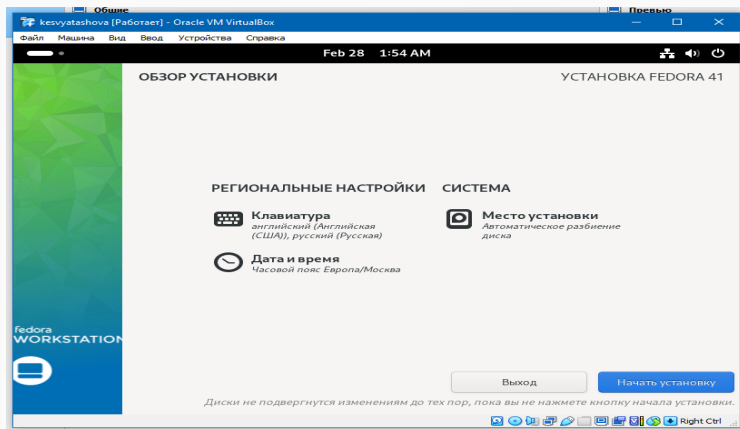 Общие
Превью
kesvyatashova [Работает] - Oracle VM VirtualBox
Файл Машина Вид Ввод Устройства Справка
Feb 28 1:54 AM
ОБЗОР УСТАНОВКИ
УСТАНОВКА FEDORA 41
РЕГИОНАЛЬНЫЕ НАСТРОЙКИ
Клавиатура
английский (Английская
(США)), русский (Русская)
Дата и время
Часовой пояс Европа/Москва
СИСТЕМА
Место установки
Автоматическое разбиение
диска
fedora
WORKSTATION
Выход
Начать установку
Диски не подвергнутся изменениям до тех пор, пока вы не нажмете кнопку начала установки.
Right Ctrl